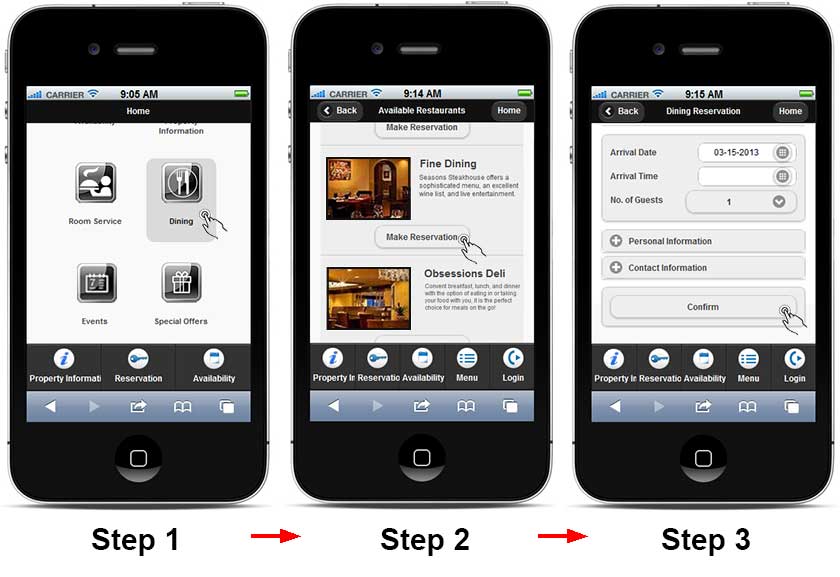 CARRIER 9:05 AM
Home
Information
Room Service
Dining
Events
Special Offers
Property Informati
Reservation
Availability
CARRIER 9:14 AM
Back Available Restaurants Home
Make Reservation
Fine Dining
Seasons Steakhouse offers a
sophisticated menu, an excellent
wine list, and live entertainment.
Make Reservation
Obsessions Deli
Convent breakfast, lunch, and dinner
with the option of eating in or taking
your food with you, it is the perfect
choice for meals on the go!
Property In Reservatio Availability Menu Login
CARRIER 9:15 AM
Back Dining Reservation Home
Arrival Date 03-15-2013
Arrival Time
No. of Guests 1
Personal Information
Contact Information
Confirm
Property In Reservatio Availability Menu Login
Step 1
Step 2
Step 3